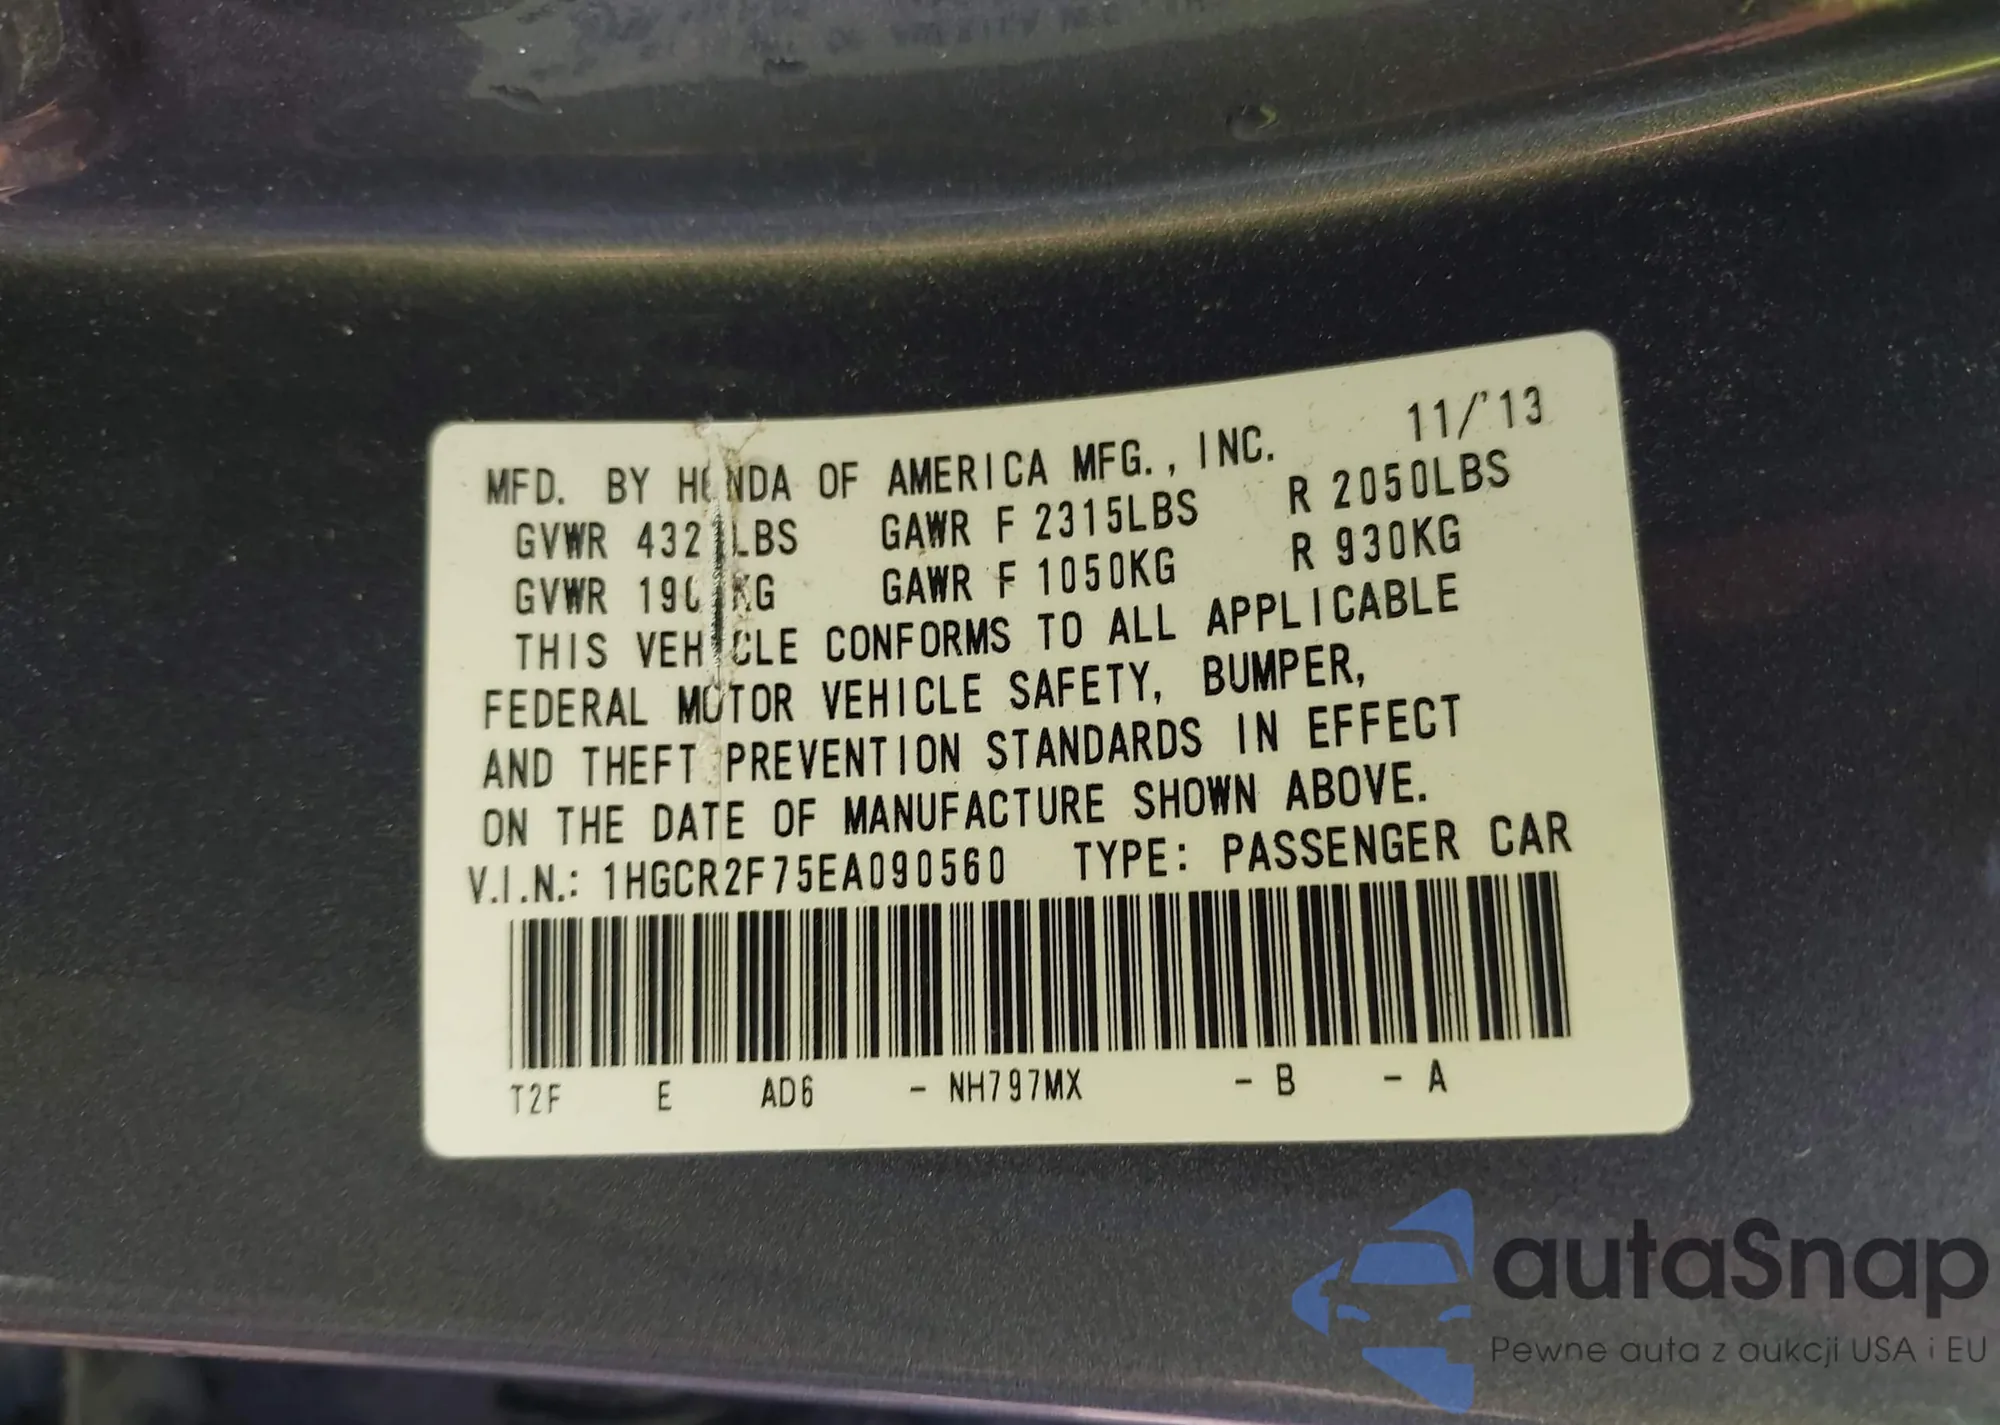 MFD. BY HONDA OF AMERICA MFG., INC. 11/'13
GVWR 432 LBS GAWR F 2315LBS R 2050LBS
GVWR 190 KG GAWR F 1050KG R 930KG
THIS VEHICLE CONFORMS TO ALL APPLICABLE
FEDERAL MOTOR VEHICLE SAFETY, BUMPER,
AND THEFT PREVENTION STANDARDS IN EFFECT
ON THE DATE OF MANUFACTURE SHOWN ABOVE.
V.I.N.: 1HGCR2F75EA090560 TYPE: PASSENGER CAR
T2F E AD6 - NH797MX - B - A
autaSnap
Pewne auta z aukcji USA i EU